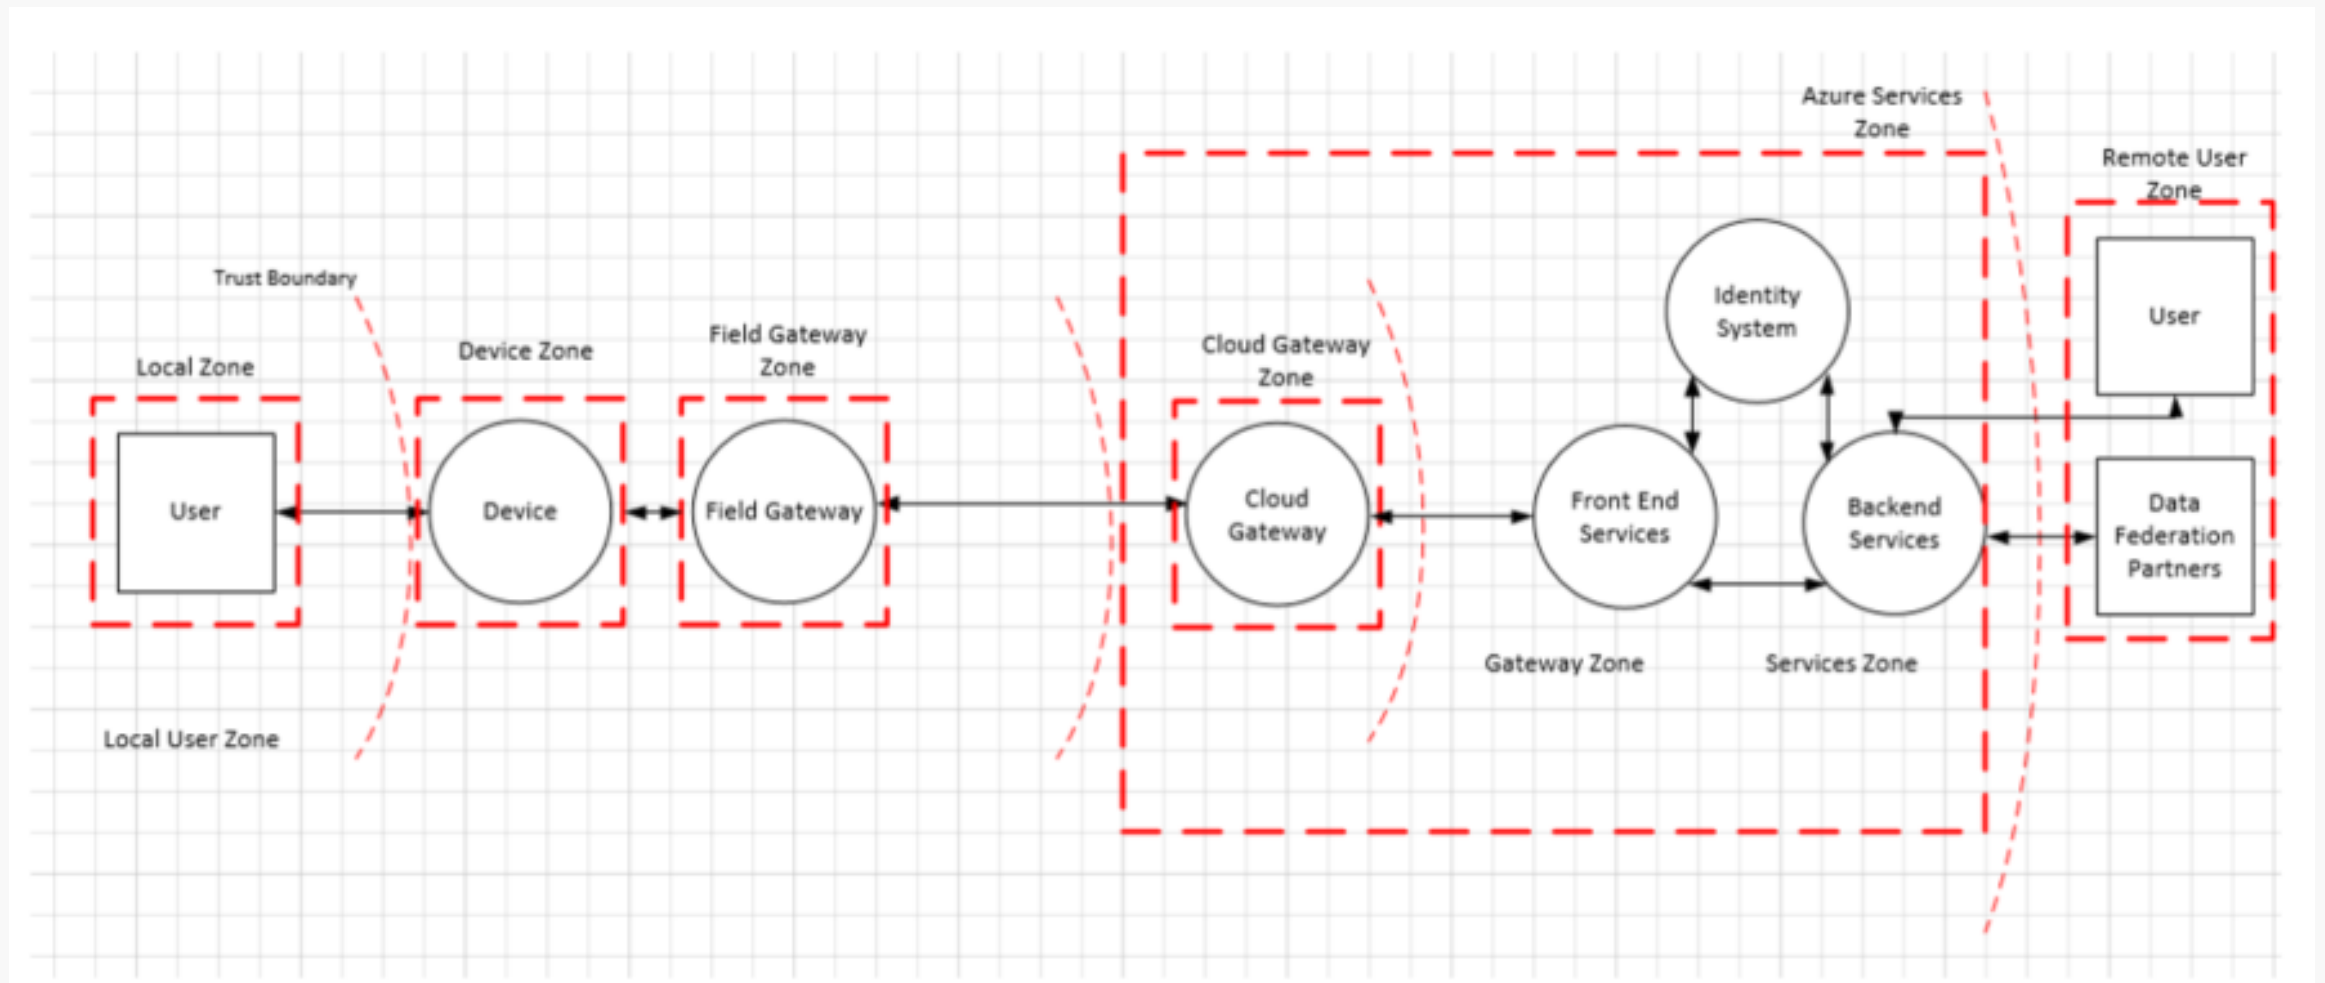 Azure Services
Zone
Remote User
Zone
Trust Boundary
Local Zone
Device Zone
Field Gateway
Zone
Cloud Gateway
Zone
Identity
System
User
User
Device
Field Gateway
Cloud
Gateway
Front End
Services
Backend
Services
Data
Federation
Partners
Gateway Zone
Services Zone
Local User Zone